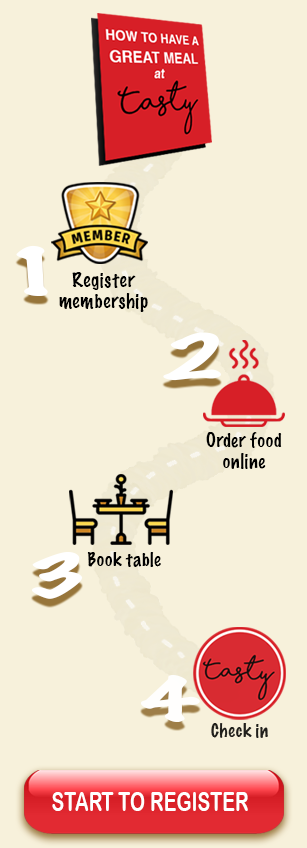 HOW TO HAVE A
GREAT MEAL
at
tasty
MEMBER
1
Register
membership
2
Order food
online
Book table
3
tasty
4
Check in
START TO REGISTER